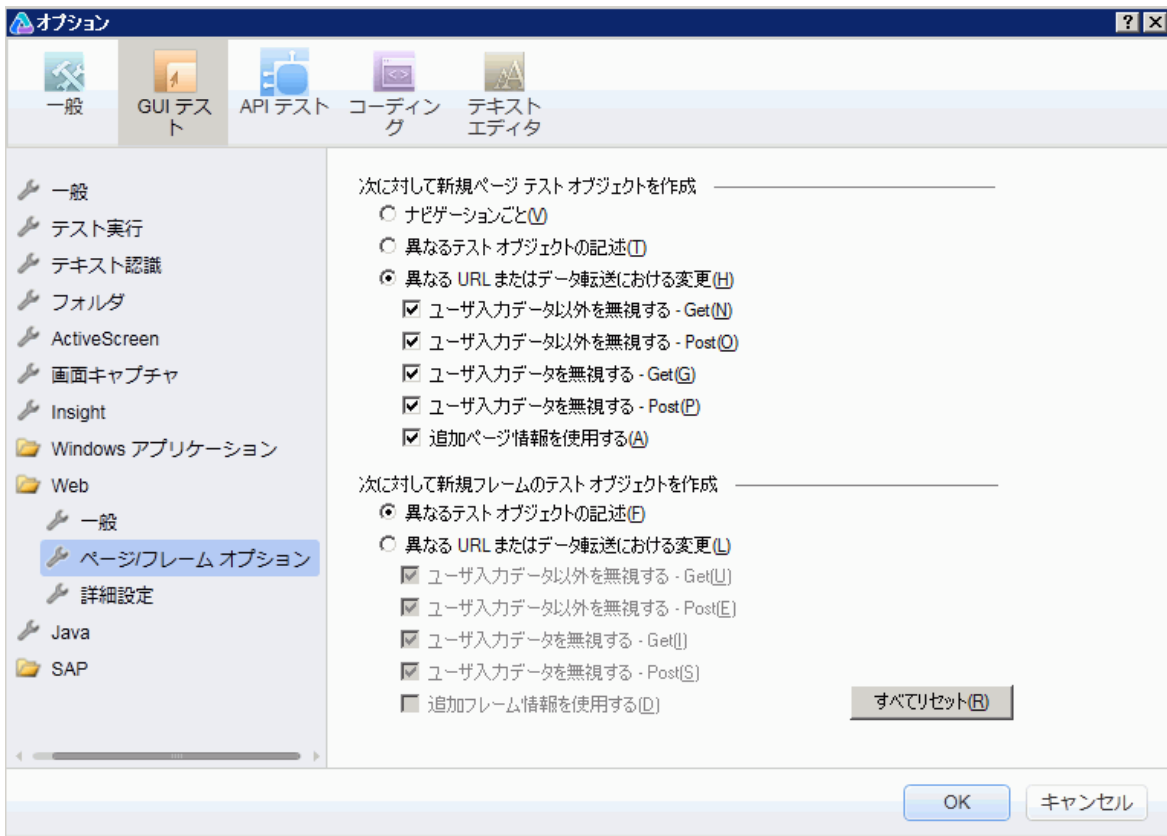 オプション
一般
GUI テス
ト
API テスト
コーディン
グ
テキスト
エディタ
一般
テスト実行
テキスト認識
フォルダ
ActiveScreen
画面キャプチャ
Insight
Windows アプリケーション
Web
一般
ページ/フレーム オプション
詳細設定
Java
SAP
次に対して新規ページ テスト オブジェクトを作成
ナビゲーションごと(V)
異なるテスト オブジェクトの記述(T)
異なる URL またはデータ転送における変更(H)
ユーザ入力データ以外を無視する - Get(N)
ユーザ入力データ以外を無視する - Post(O)
ユーザ入力データを無視する - Get(G)
ユーザ入力データを無視する - Post(P)
追加ページ情報を使用する(A)
次に対して新規フレームのテスト オブジェクトを作成
異なるテスト オブジェクトの記述(F)
異なる URL またはデータ転送における変更(L)
ユーザ入力データ以外を無視する - Get(U)
ユーザ入力データ以外を無視する - Post(E)
ユーザ入力データを無視する - Get(I)
ユーザ入力データを無視する - Post(S)
追加フレーム情報を使用する(D)
すべてリセット(R)
OK
キャンセル